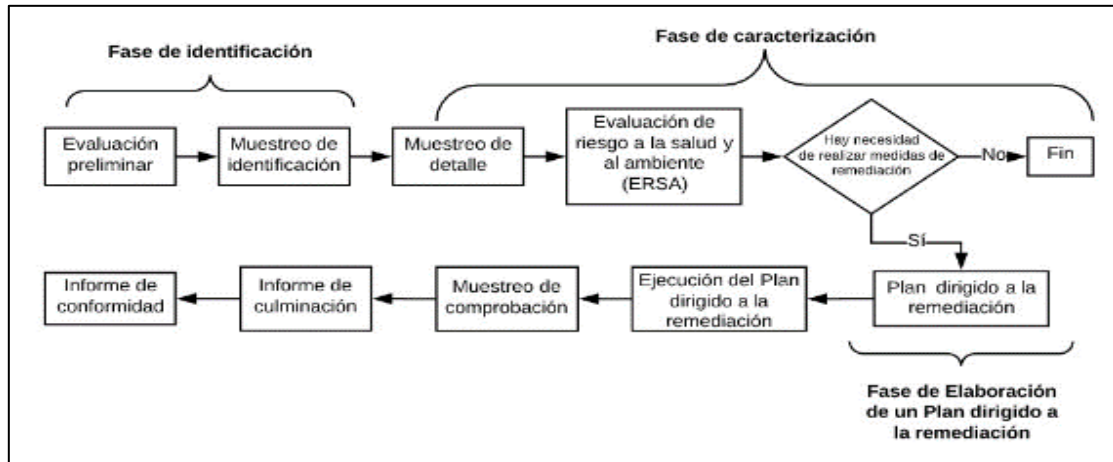 Fase de identificación
Fase de caracterización
Evaluación
preliminar
Muestreo de
identificación
Muestreo de
detalle
Evaluación de
riesgo a la salud y
al ambiente
(ERSA)
Hay necesidad
de realizar medidas de
remediación
No
Fin
Sí
Informe de
conformidad
Informe de
culminación
Muestreo de
comprobación
Ejecución del Plan
dirigido a la
remediación
Plan dirigido a la
remediación
Fase de Elaboración
de un Plan dirigido a
la remediación